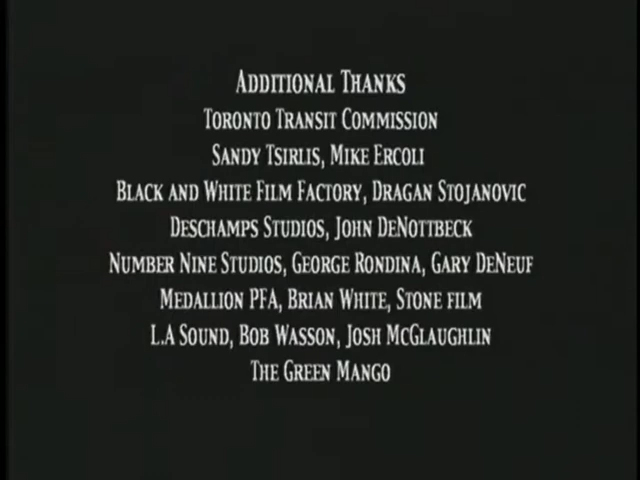 ADDITIONAL THANKS
TORONTO TRANSIT COMMISSION
SANDY TSIRLIS, MIKE ERCOLI
BLACK AND WHITE FILM FACTORY, DRAGAN STOJANOVIC
DESCHAMPS STUDIOS, JOHN DENOTTBECK
NUMBER NINE STUDIOS, GEORGE RONDINA, GARY DENEUF
MEDALLION PFA, BRIAN WHITE, STONE FILM
L.A SOUND, BOB WASSON, JOSH MCGLAUGHLIN
THE GREEN MANGO